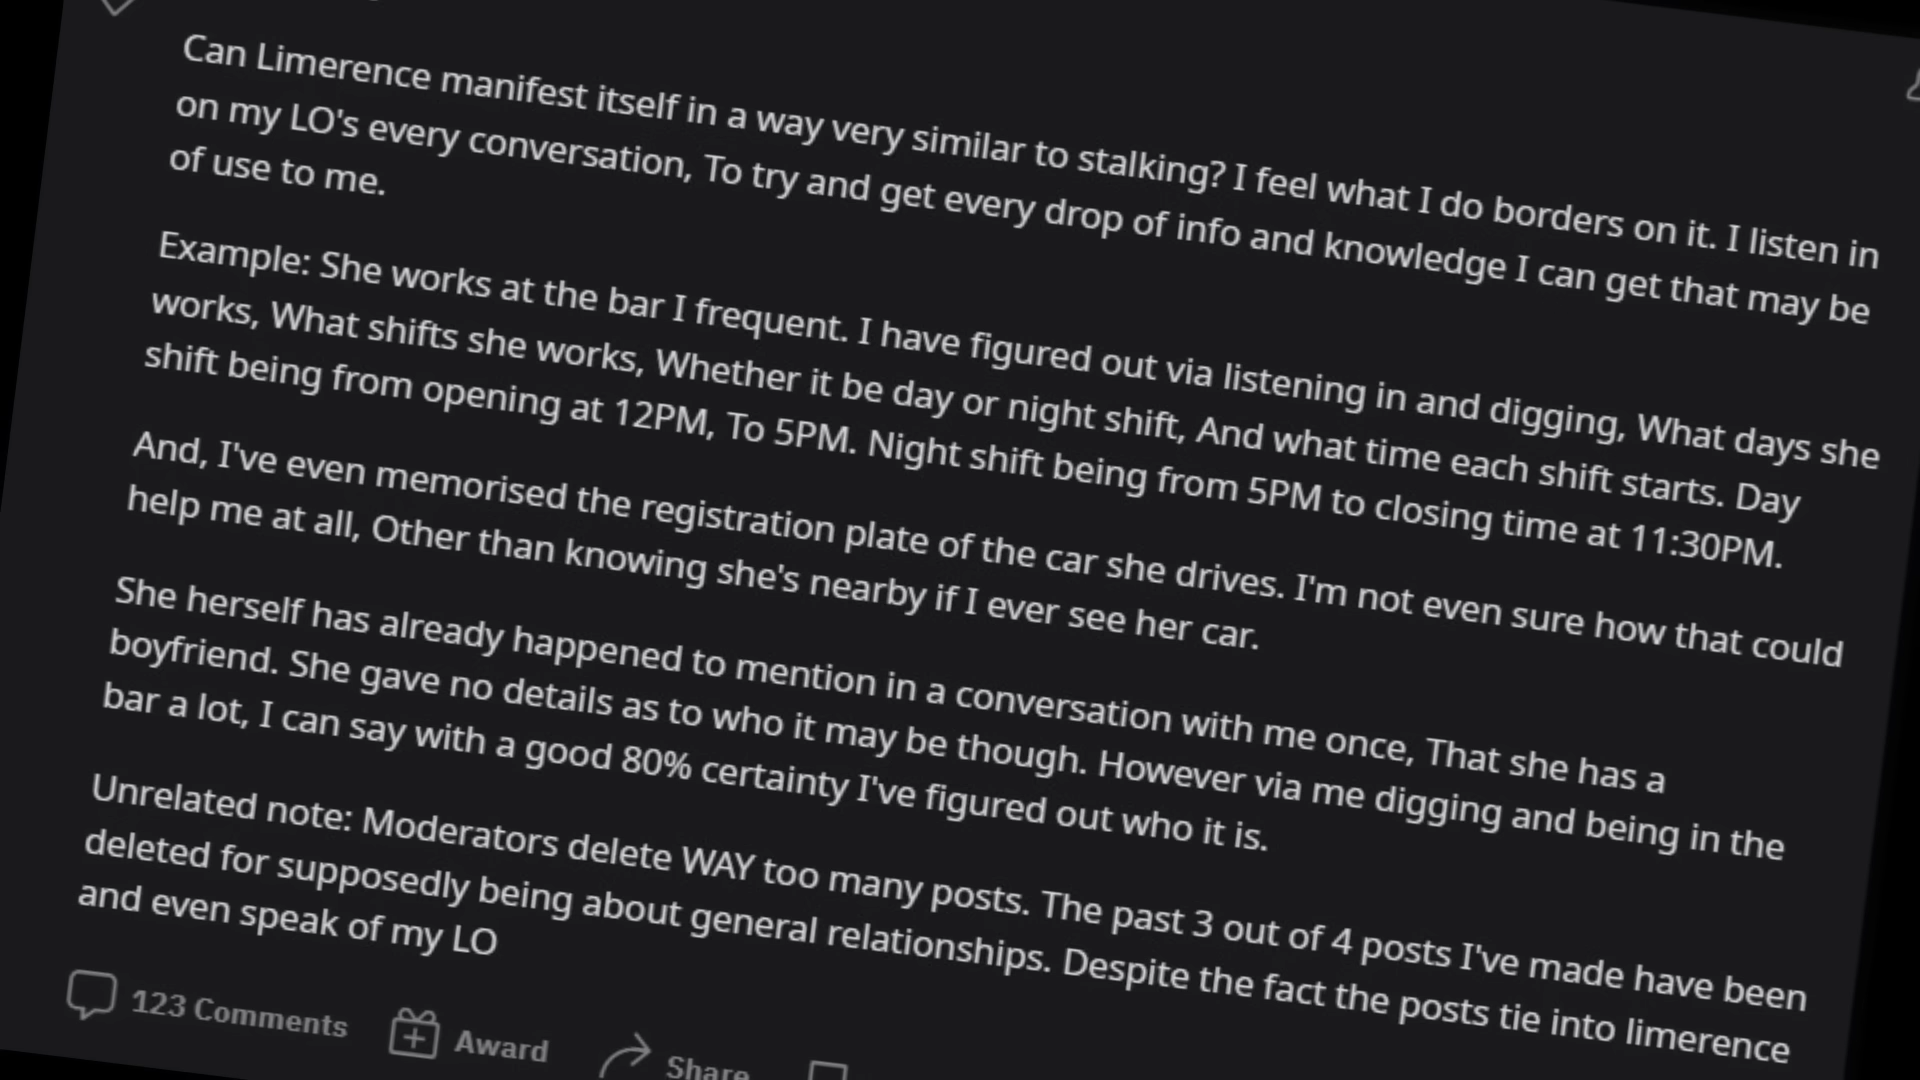 Can Limerence manifest itself in a way very similar to stalking? I feel what I do borders on it. I listen in
on my LO's every conversation, To try and get every drop of info and knowledge I can get that may be
of use to me.
Example: She works at the bar I frequent. I have figured out via listening in and digging, What days she
works, What shifts she works, Whether it be day or night shift, And what time each shift starts. Day
shift being from opening at 12PM, To 5PM. Night shift being from 5PM to closing time at 11:30PM.
And, I've even memorised the registration plate of the car she drives. I'm not even sure how that could
help me at all, Other than knowing she's nearby if I ever see her car.
She herself has already happened to mention in a conversation with me once, That she has a
boyfriend. She gave no details as to who it may be though. However via me digging and being in the
bar a lot, I can say with a good 80% certainty I've figured out who it is.
Unrelated note: Moderators delete WAY too many posts. The past 3 out of 4 posts I've made have been
deleted for supposedly being about general relationships. Despite the fact the posts tie into limerence
and even speak of my LO
123 Comments Award Share